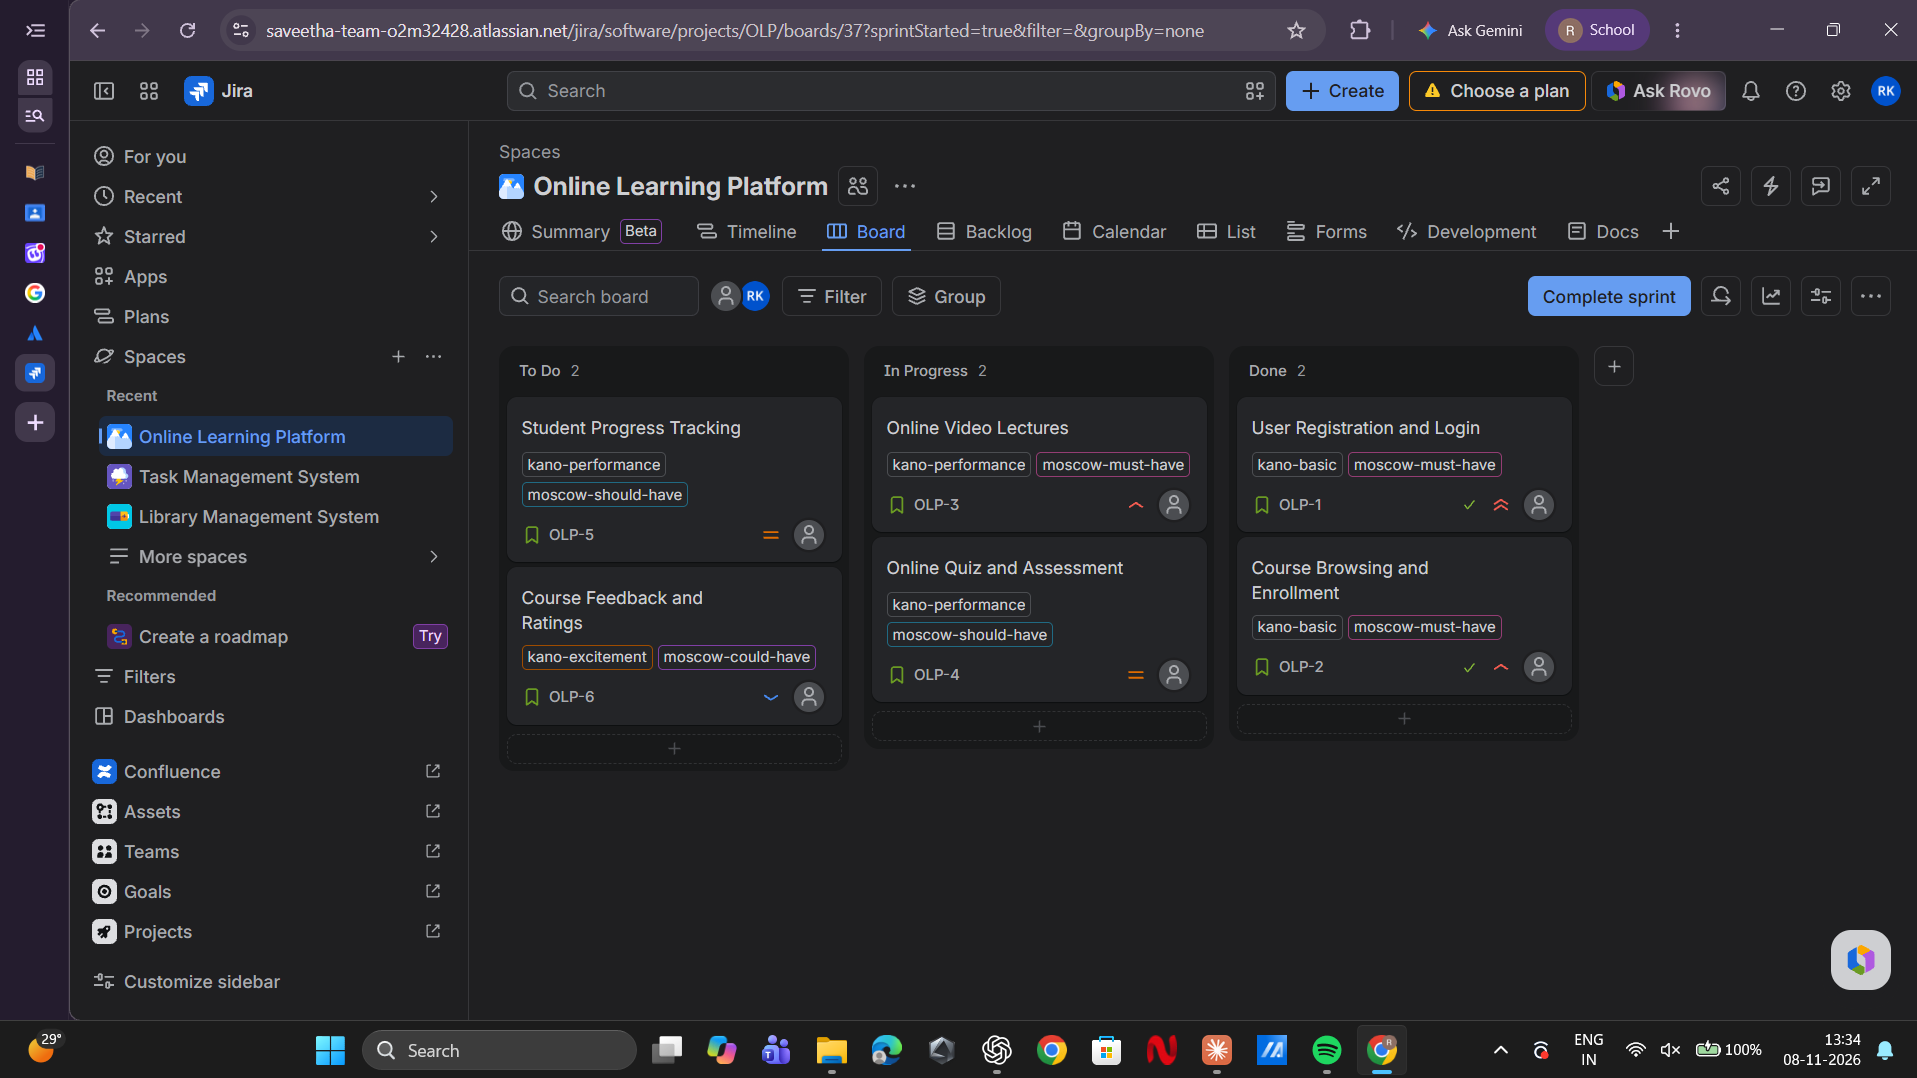 saveetha-team-o2m32428.atlassian.net/jira/software/projects/OLP/boards/37?sprintStarted=true&filter=&groupBy=none
Ask Gemini
R
School
Jira
Search
Create
Choose a plan
Ask Rovo
RK
For you
Recent
Starred
Apps
Plans
Spaces
Recent
Online Learning Platform
Task Management System
Library Management System
More spaces
Recommended
Create a roadmap
Try
Filters
Dashboards
Confluence
Assets
Teams
Goals
Projects
Customize sidebar
Spaces
Online Learning Platform
Summary
Beta
Timeline
Board
Backlog
Calendar
List
Forms
Development
Docs
Search board
RK
Filter
Group
Complete sprint
To Do 2
Student Progress Tracking
kano-performance
moscow-should-have
OLP-5
Course Feedback and
Ratings
kano-excitement moscow-could-have
OLP-6
In Progress 2
Online Video Lectures
kano-performance moscow-must-have
OLP-3
Online Quiz and Assessment
kano-performance
moscow-should-have
OLP-4
Done 2
User Registration and Login
kano-basic moscow-must-have
OLP-1
Course Browsing and
Enrollment
kano-basic moscow-must-have
OLP-2
29°
Search
R
ENG
IN
100%
13:34
08-11-2026